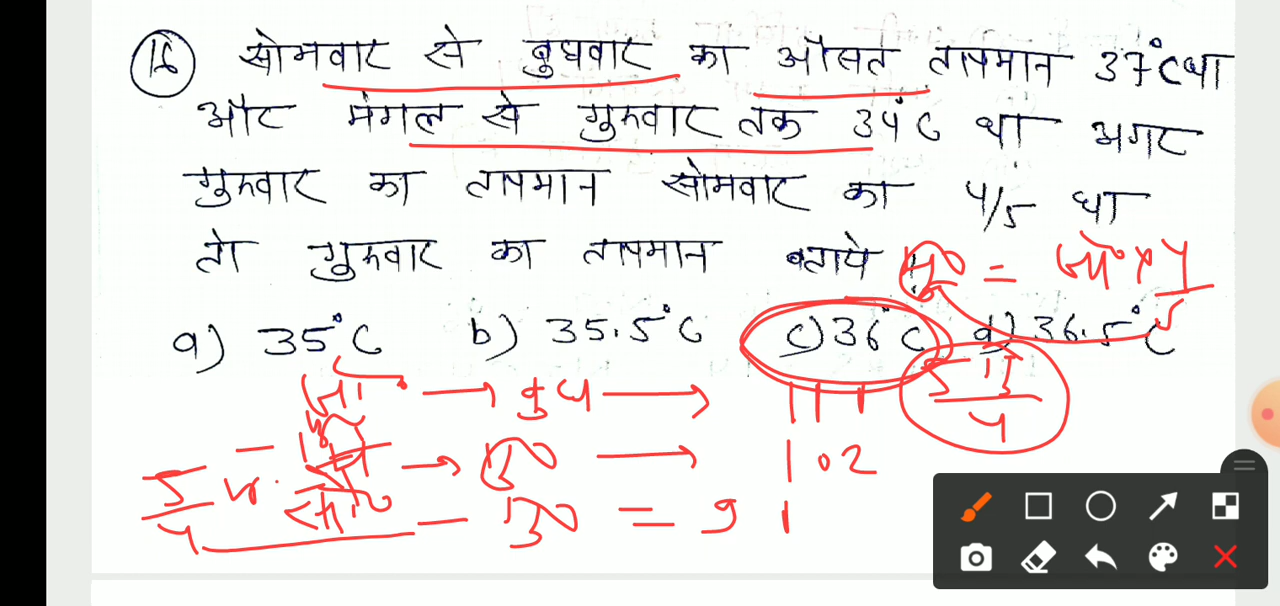 16 सोमवार से बुधवार का औसत तापमान 37°C था
और मंगल से गुरुवार तक 34°C था अगर
गुरुवार का तापमान सोमवार का 4/5 था
तो गुरुवार का तापमान बताये
a) 35°C b) 35.5°C c) 36°C d) 36.5°C
बुध → 111
→ 102
= 9